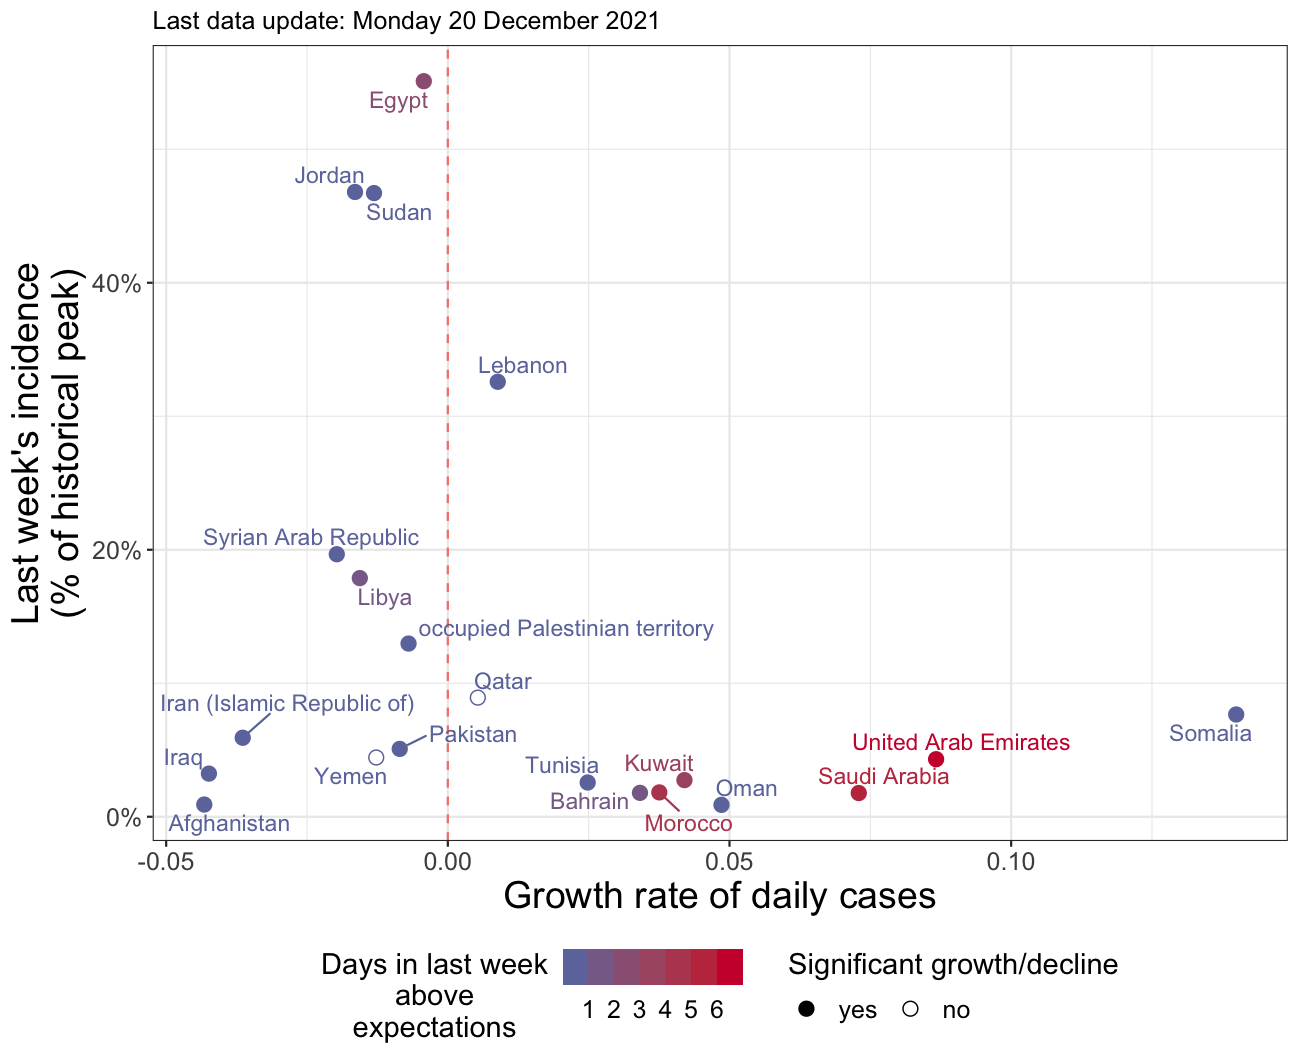 Last data update: Monday 20 December 2021
Egypt
Jordan
Sudan
40%
Lebanon
Last week's incidence
(% of historical peak)
Syrian Arab Republic
20%
Libya
occupied Palestinian territory
Qatar
Iran (Islamic Republic of)
Pakistan
Somalia
United Arab Emirates
Iraq
Yemen
Tunisia
Kuwait
Saudi Arabia
Oman
Bahrain
Afghanistan
Morocco
0%
-0.05 0.00 0.05 0.10
Growth rate of daily cases
Days in last week
above
expectations
1 2 3 4 5 6
Significant growth/decline
yes no